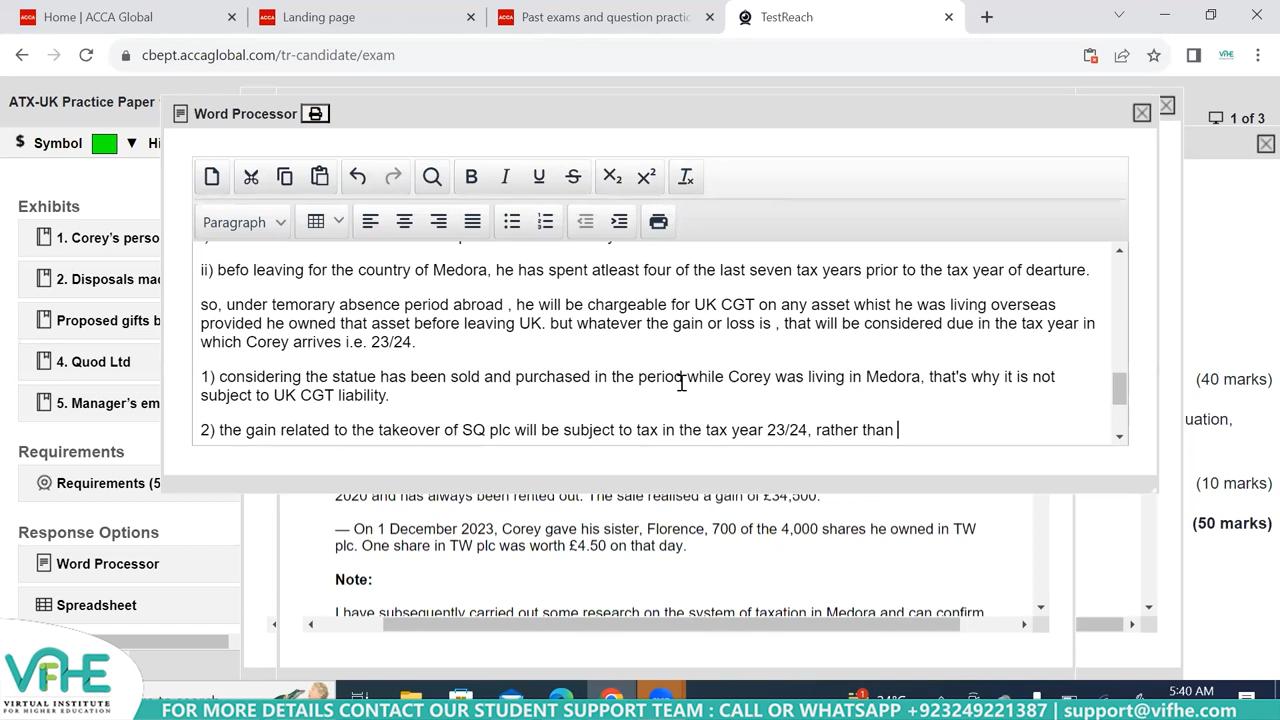 Home | ACCA Global
Landing page
Past exams and question practic
TestReach
cbept.accaglobal.com/tr-candidate/exam
ATX-UK Practice Paper
Word Processor
1 of 3
Symbol
Hi
Paragraph
Exhibits
1. Corey's perso
2. Disposals mad
Proposed gifts b
4. Quod Ltd
5. Manager's em
Requirements
Requirements (5
Response Options
Word Processor
Spreadsheet
ii) befo leaving for the country of Medora, he has spent atleast four of the last seven tax years prior to the tax year of dearture.
so, under temorary absence period abroad , he will be chargeable for UK CGT on any asset whist he was living overseas
provided he owned that asset before leaving UK. but whatever the gain or loss is , that will be considered due in the tax year in
which Corey arrives i.e. 23/24.
1) considering the statue has been sold and purchased in the period while Corey was living in Medora, that's why it is not
subject to UK CGT liability.
2) the gain related to the takeover of SQ plc will be subject to tax in the tax year 23/24, rather than
(40 marks)
uation,
(10 marks)
(50 marks)
2020 and has always been rented out. The sale realised a gain of £34,500.
— On 1 December 2023, Corey gave his sister, Florence, 700 of the 4,000 shares he owned in TW
plc. One share in TW plc was worth £4.50 on that day.
Note:
I have subsequently carried out some research on the system of taxation in Medora and can confirm
5:40 AM
VFHE
VIRTUAL INSTITUTE
FOR HIGHER EDUCATION
FOR MORE DETAILS CONTACT OUR STUDENT SUPPORT TEAM : CALL OR WHATSAPP +923249221387 | support@vifhe.com